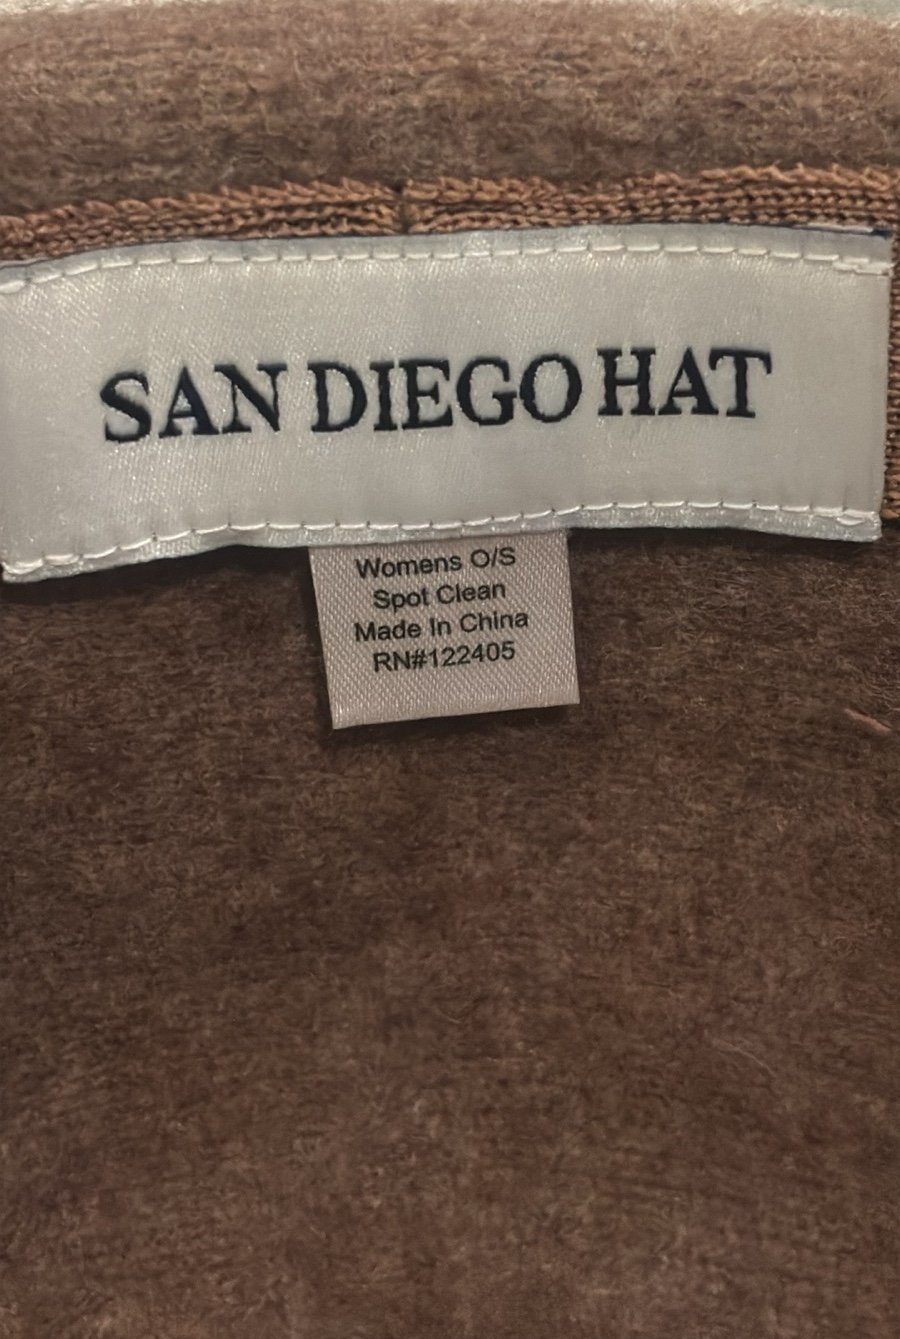 SAN DIEGO HAT
Womens O/S
Spot Clean
Made In China
RN#122405